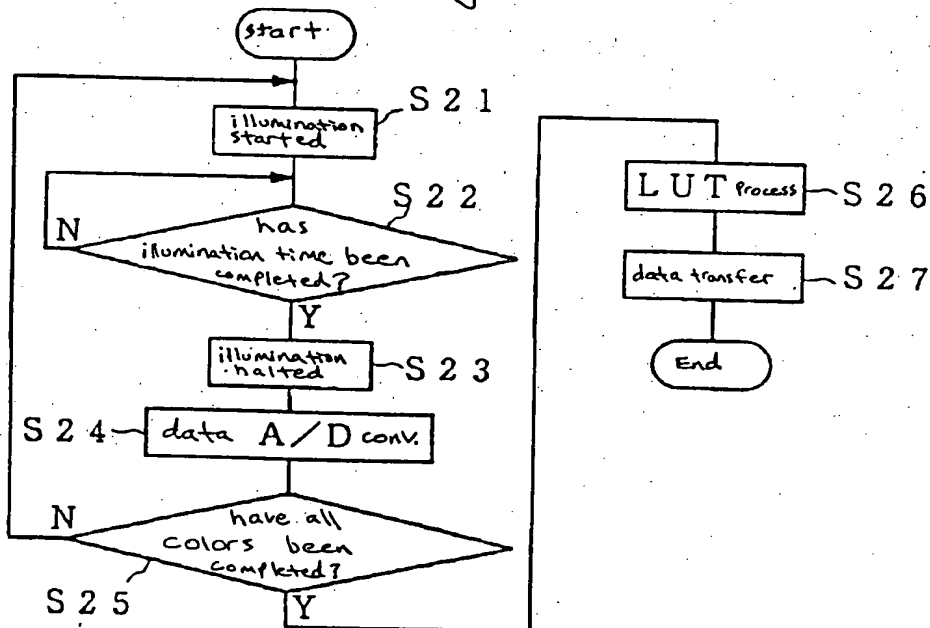 start
illumination
started
S21
has
illumination time been
completed?
S22
N
Y
illumination
halted
S23
S24
data A/D conv.
have all
colors been
completed?
N
S25
Y
LUT Process
S26
data transfer
S27
End